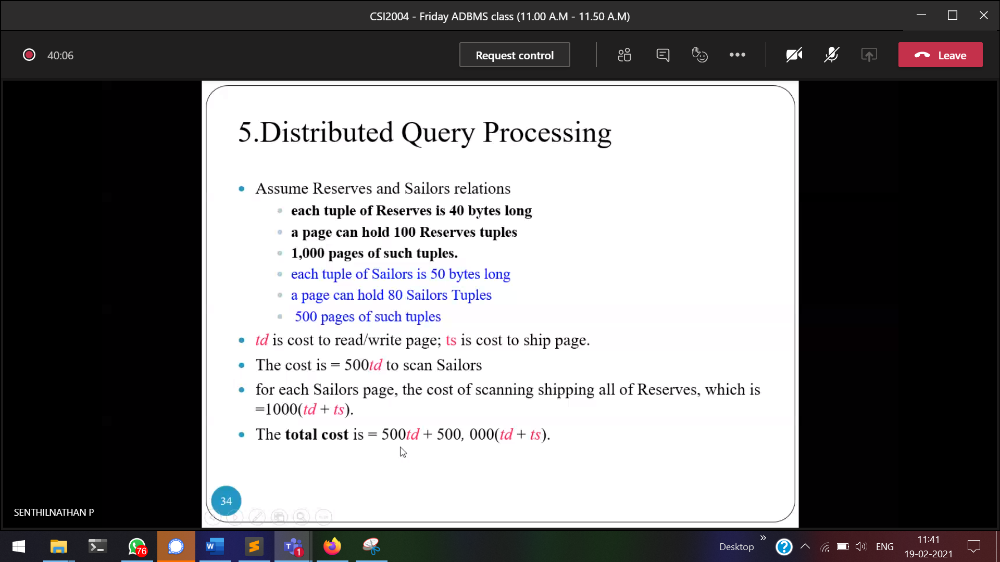 CSI2004 - Friday ADBMS class (11.00 A.M - 11.50 A.M)
40:06
Request control
Leave
5.Distributed Query Processing
Assume Reserves and Sailors relations
each tuple of Reserves is 40 bytes long
a page can hold 100 Reserves tuples
1,000 pages of such tuples.
each tuple of Sailors is 50 bytes long
a page can hold 80 Sailors Tuples
500 pages of such tuples
td is cost to read/write page; ts is cost to ship page.
The cost is = 500td to scan Sailors
for each Sailors page, the cost of scanning shipping all of Reserves, which is
=1000(td + ts).
The total cost is = 500td + 500, 000(td + ts).
34
SENTHILNATHAN P
76
W
T
1
Desktop
ENG
11:41
19-02-2021